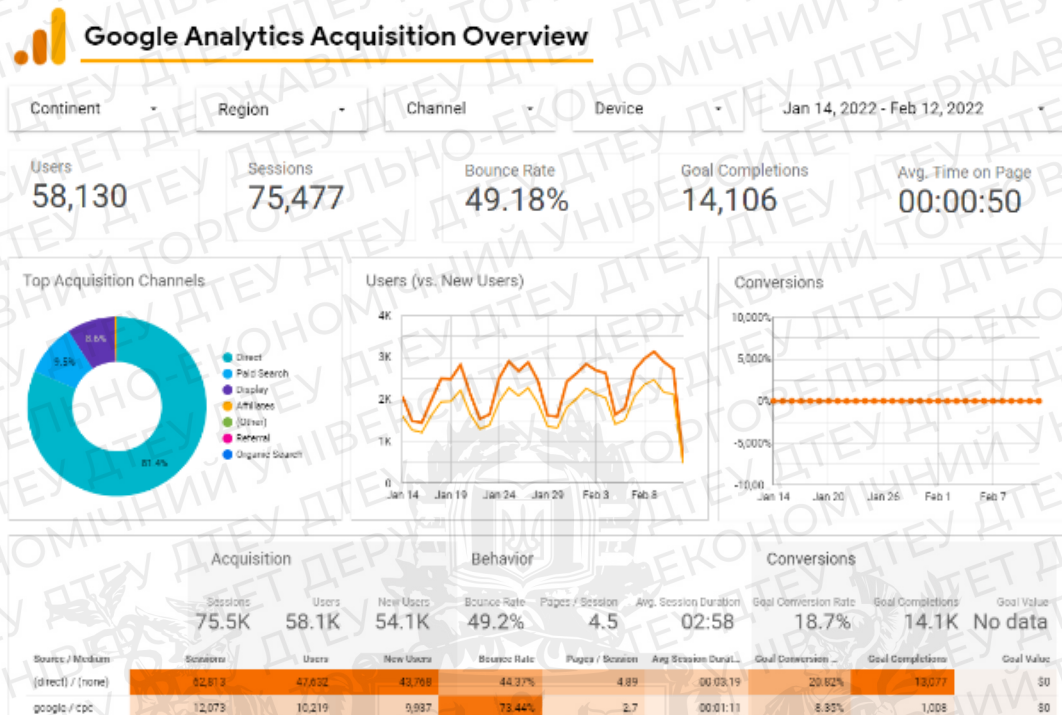 Google Analytics Acquisition Overview
Continent
Region
Channel
Device
Jan 14, 2022 - Feb 12, 2022
Users
58,130
Sessions
75,477
Bounce Rate
49.18%
Goal Completions
14,106
Avg. Time on Page
00:00:50
Top Acquisition Channels
8.6%
9.5%
81.4%
Direct
Paid Search
Display
Affiliates
(Other)
Referral
Organic Search
Users (vs. New Users)
4K
3K
2K
1K
0
Jan 14 Jan 19 Jan 24 Jan 29 Feb 3 Feb 8
Conversions
10,000%
5,000%
0%
-5,000%
-10,00
Jan 14 Jan 20 Jan 26 Feb 1 Feb 7
Acquisition Behavior Conversions
Sessions Users New Users Bounce Rate Pages / Session Avg. Session Duration Goal Conversion Rate Goal Completions Goal Value
75.5K 58.1K 54.1K 49.2% 4.5 02:58 18.7% 14.1K No data
Source / Medium Sessions Users New Users Bounce Rate Pages / Session Avg Session Durat... Goal Conversion ... Goal Completions Goal Value
(direct) / (none) 62,813 47,632 43,768 44.37% 4.89 00:03:19 20.82% 13,077 $0
google / cpc 12,073 10,219 9,937 73.44% 2.7 00:01:11 8.35% 1,008 $0